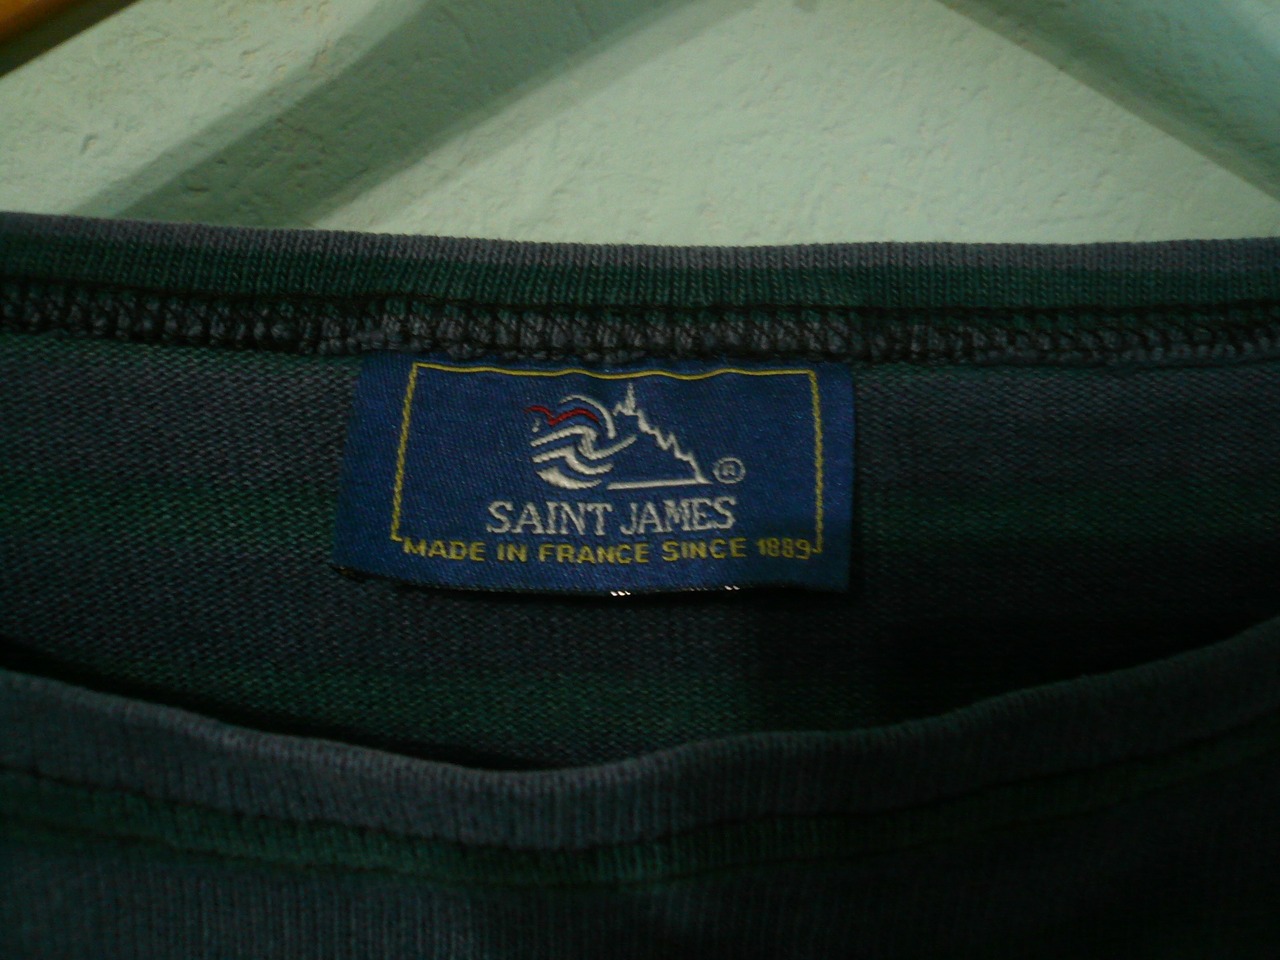 ®
SAINT JAMES
MADE IN FRANCE SINCE 1889